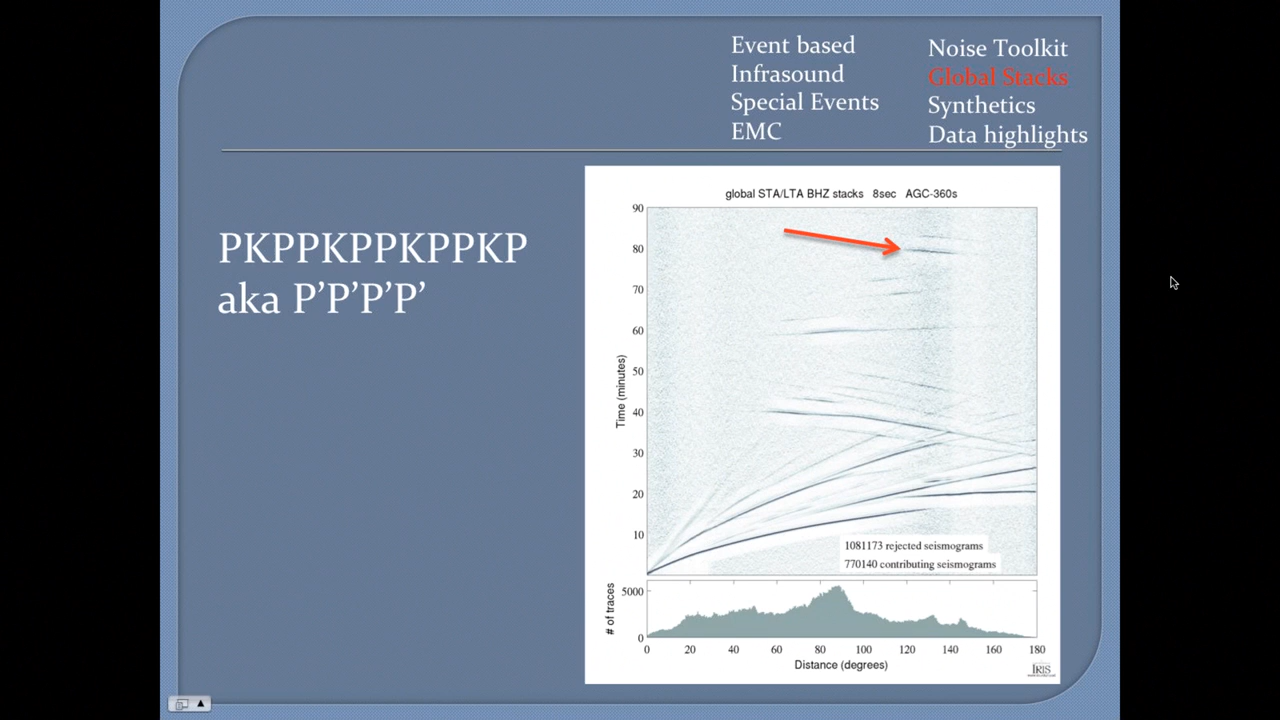 Event based
Infrasound
Special Events
EMC
Noise Toolkit
Global Stacks
Synthetics
Data highlights
PKPPKPPKPPKP
aka P’P’P’P’
global STA/LTA BHZ stacks 8sec AGC-360s
90
80
70
60
50
40
30
20
10
Time (minutes)
1081173 rejected seismograms
770140 contributing seismograms
5000
0
# of traces
0 20 40 60 80 100 120 140 160 180
Distance (degrees)
IRIS